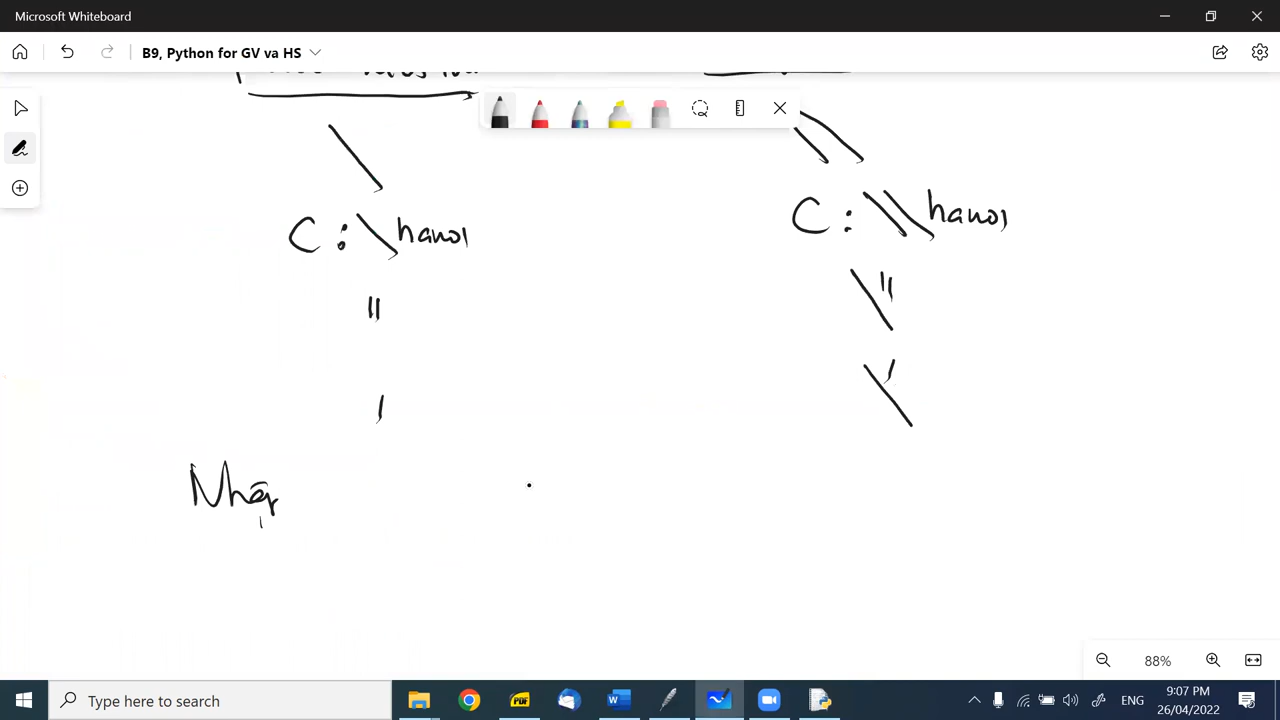 Microsoft Whiteboard
B9, Python for GV va HS
\ \\
C:\hanoi C:\\hanoi
" \"
' \'
Nhập
88%
Type here to search
PDF
ENG
9:07 PM
26/04/2022